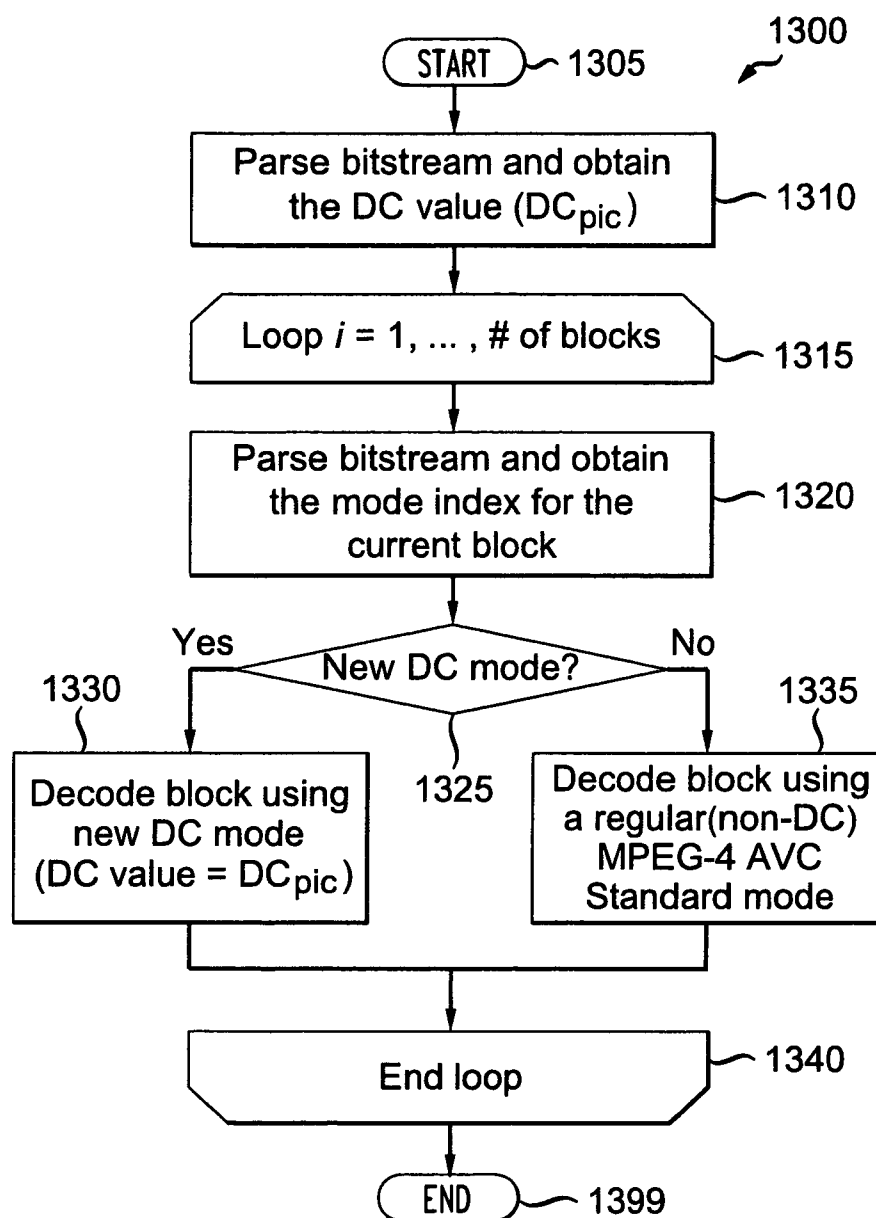 1300
START
1305
Parse bitstream and obtain
the DC value (DCpic)
1310
Loop i = 1, ... , # of blocks
1315
Parse bitstream and obtain
the mode index for the
current block
1320
Yes
New DC mode?
No
1330
1325
1335
Decode block using
new DC mode
(DC value = DCpic)
Decode block using
a regular(non-DC)
MPEG-4 AVC
Standard mode
End loop
1340
END
1399